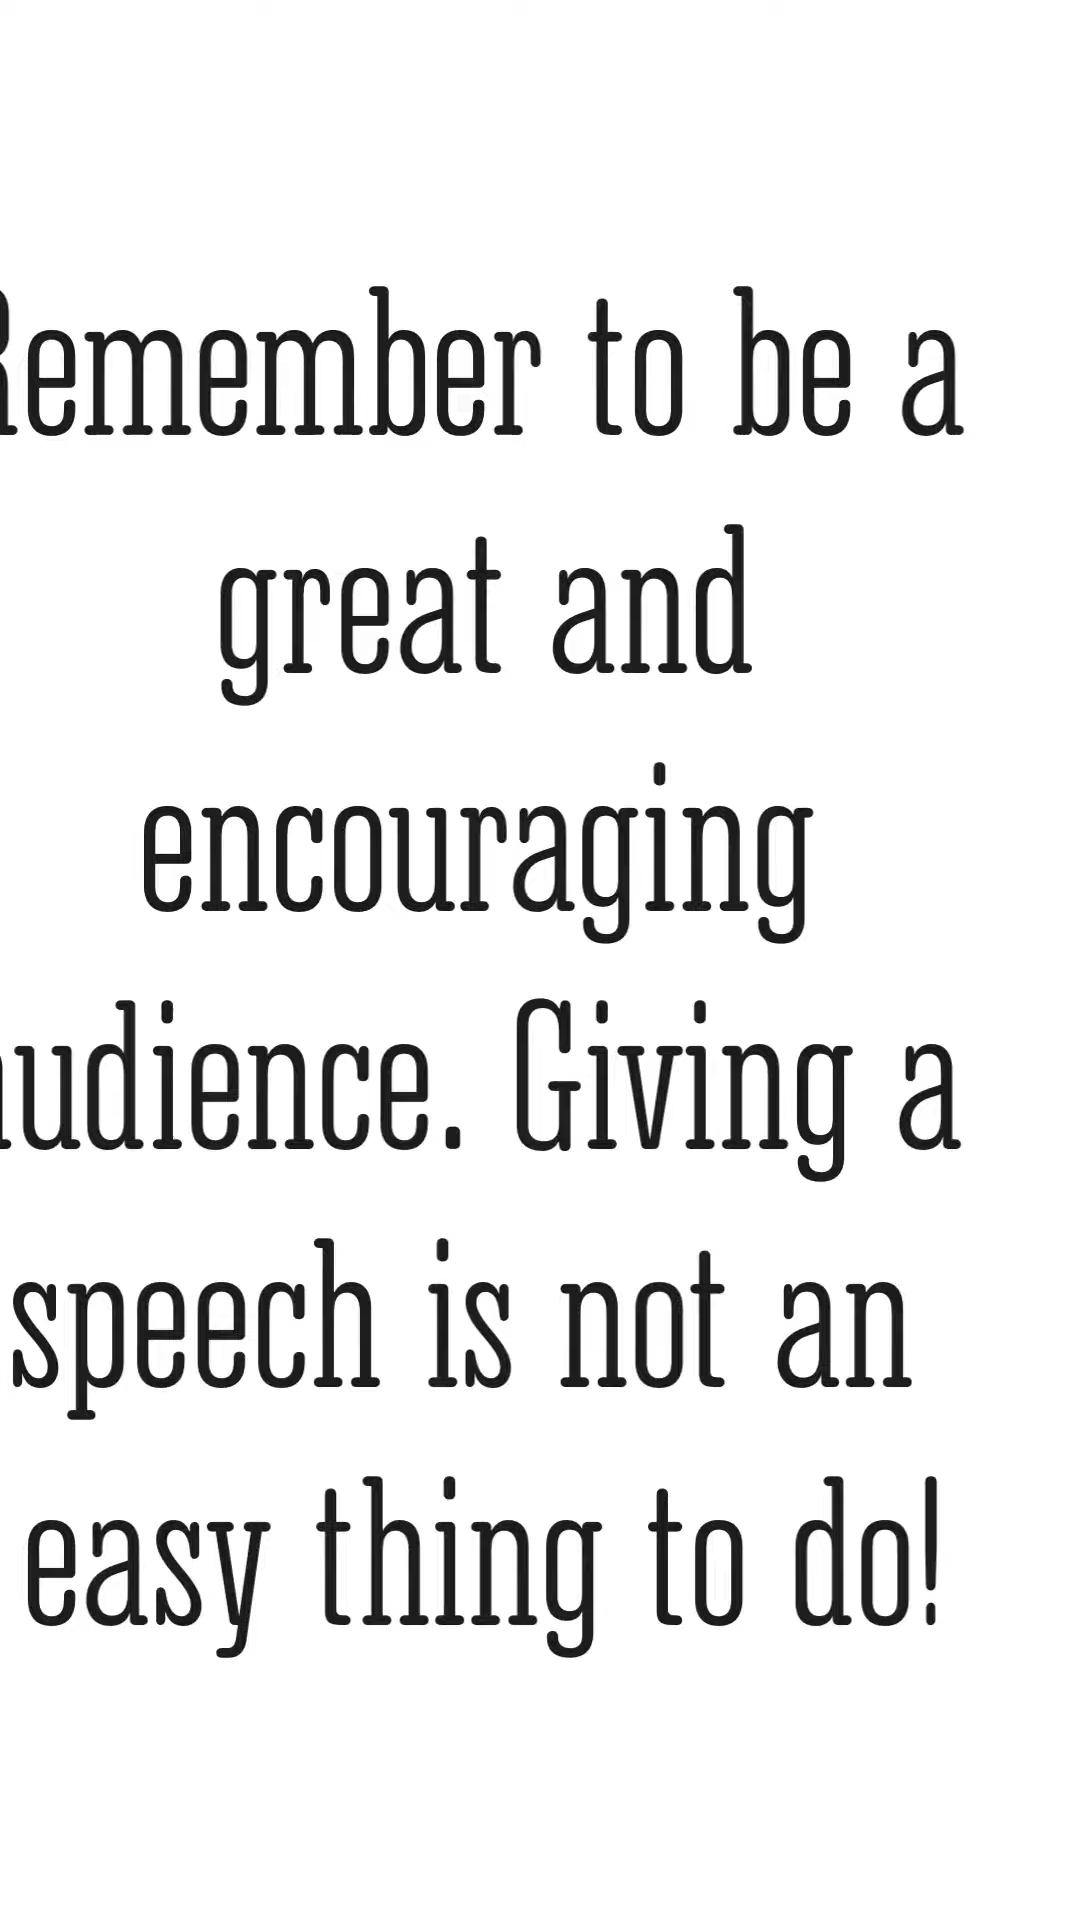 Remember to be a
great and
encouraging
audience. Giving a
speech is not an
easy thing to do!